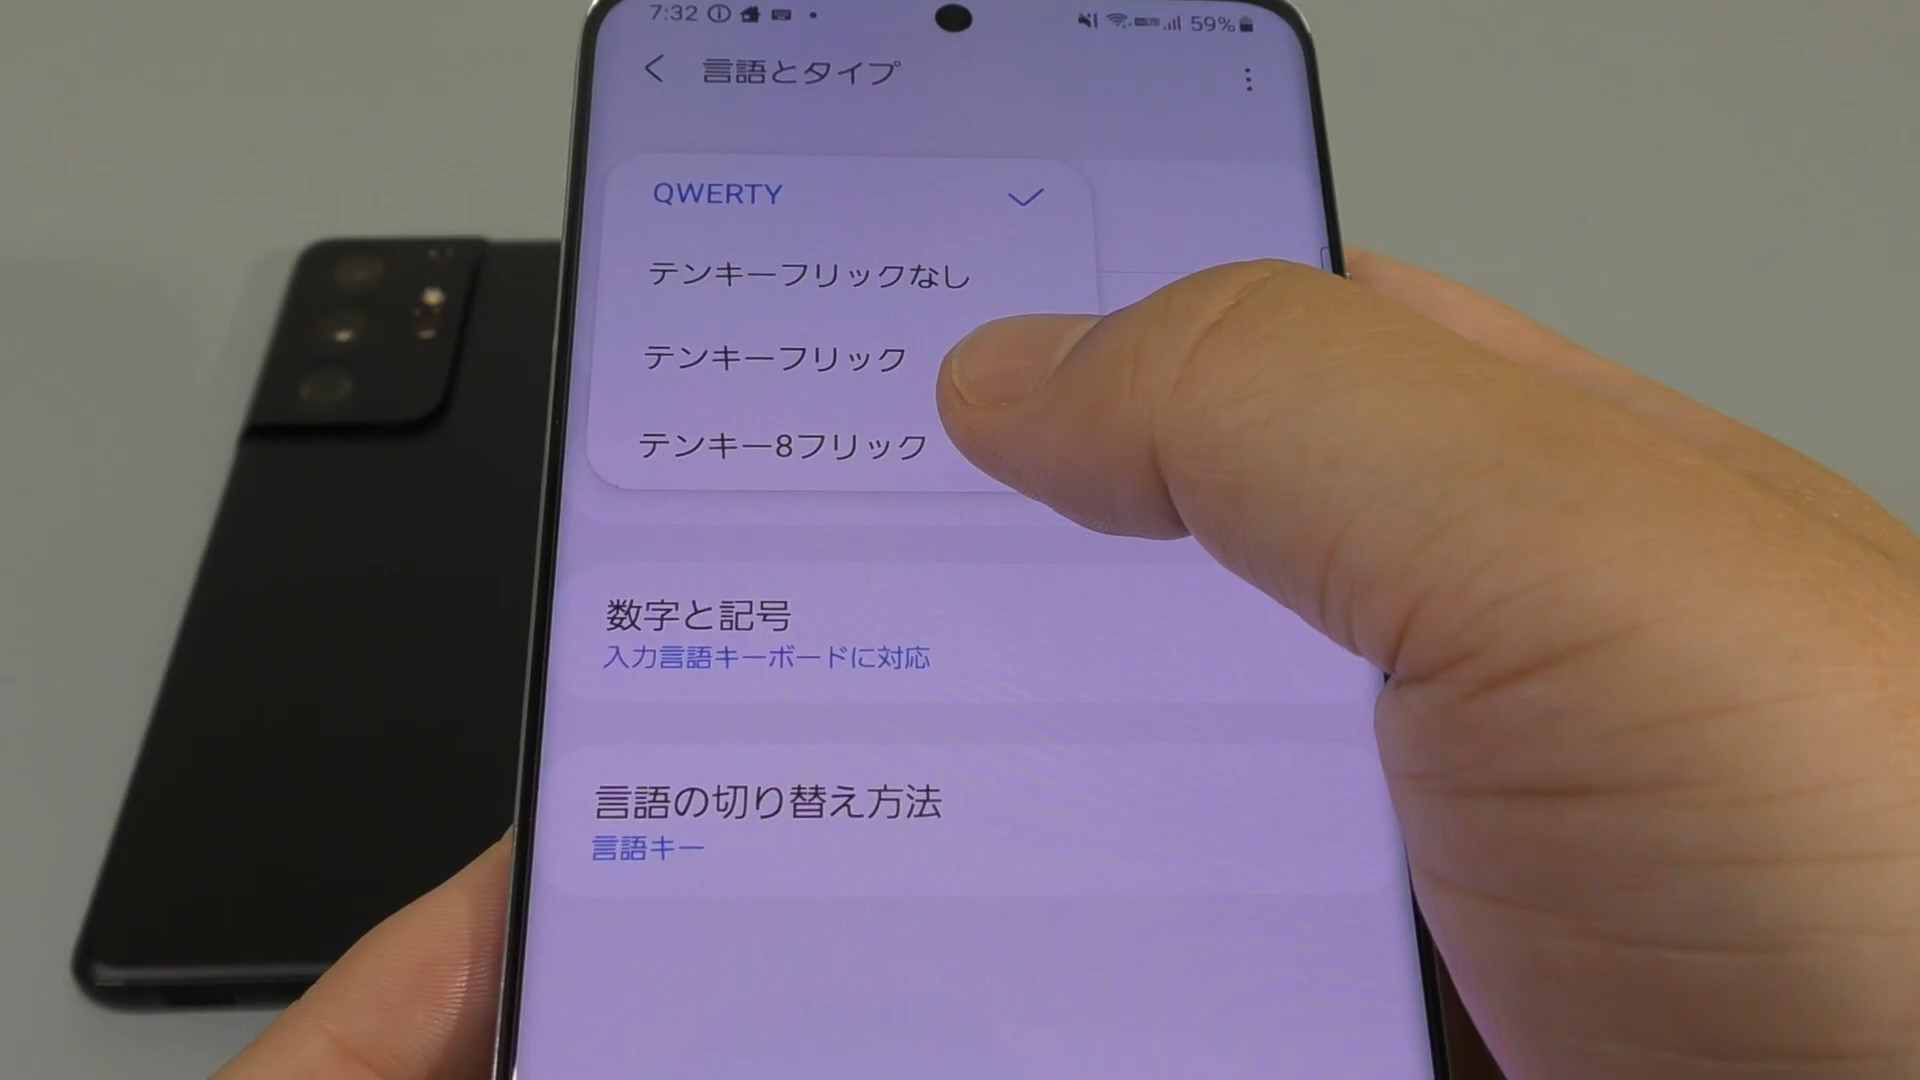 7:32
59%
言語とタイプ
QWERTY
テンキーフリックなし
テンキーフリック
テンキー8フリック
数字と記号
入力言語キーボードに対応
言語の切り替え方法
言語キー